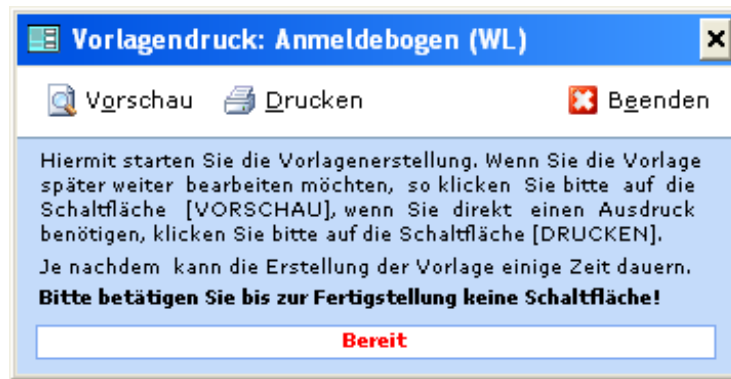 Vorlagendruck: Anmeldebogen (WL)
Vorschau Drucken Beenden
Hiermit starten Sie die Vorlagenerstellung. Wenn Sie die Vorlage
später weiter bearbeiten möchten, so klicken Sie bitte auf die
Schaltfläche [VORSCHAU], wenn Sie direkt einen Ausdruck
benötigen, klicken Sie bitte auf die Schaltfläche [DRUCKEN].
Je nachdem kann die Erstellung der Vorlage einige Zeit dauern.
Bitte betätigen Sie bis zur Fertigstellung keine Schaltfläche!
Bereit